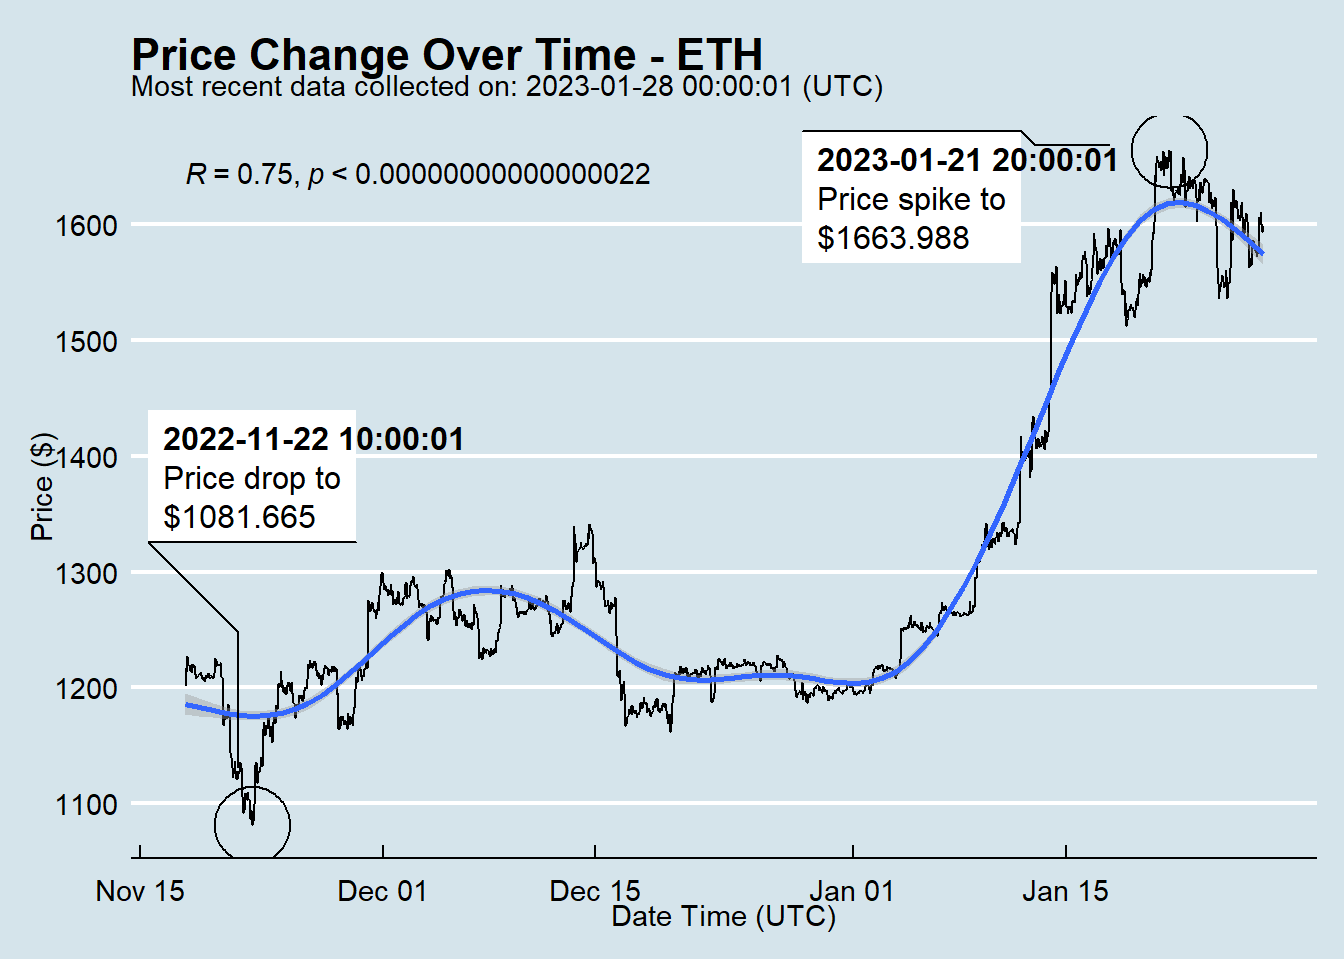 Price Change Over Time - ETH
Most recent data collected on: 2023-01-28 00:00:01 (UTC)
R = 0.75, p < 0.00000000000000022
2023-01-21 20:00:01
Price spike to
$1663.988
2022-11-22 10:00:01
Price drop to
$1081.665
Price ($)
1600
1500
1400
1300
1200
1100
Nov 15
Dec 01
Dec 15
Jan 01
Jan 15
Date Time (UTC)